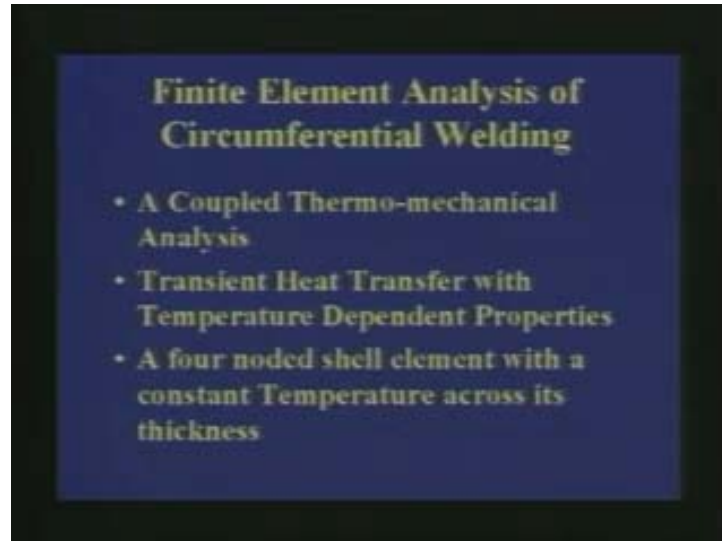 Finite Element Analysis of
Circumferential Welding
• A Coupled Thermo-mechanical
Analysis
• Transient Heat Transfer with
Temperature Dependent Properties
• A four noded shell element with a
constant Temperature across its
thickness